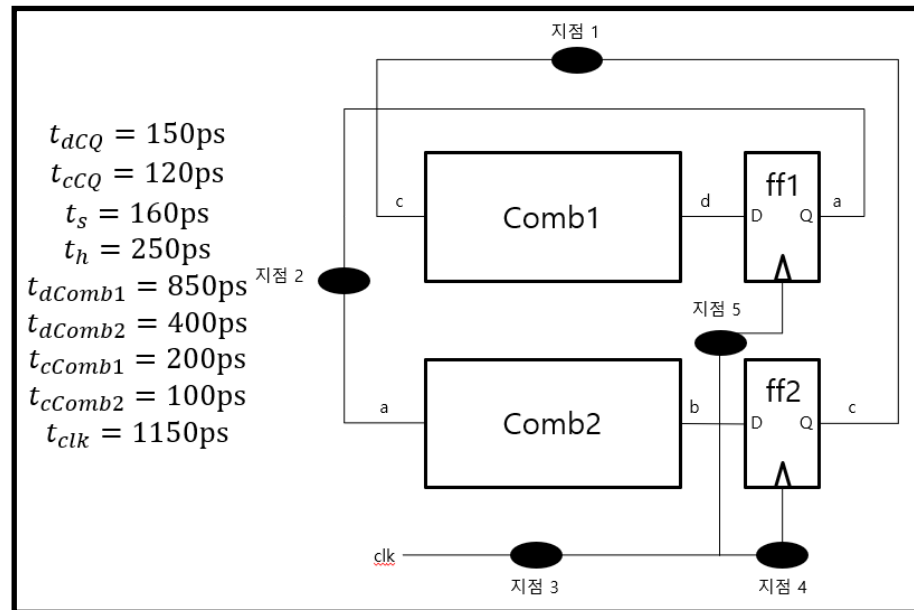 지점 1
t_dCQ = 150ps
t_cCQ = 120ps
t_s = 160ps
t_h = 250ps
t_dComb1 = 850ps
t_dComb2 = 400ps
t_cComb1 = 200ps
t_cComb2 = 100ps
t_clk = 1150ps
c
Comb1
d
ff1
D
Q
a
지점 2
지점 5
a
Comb2
b
ff2
D
Q
c
clk
지점 3
지점 4